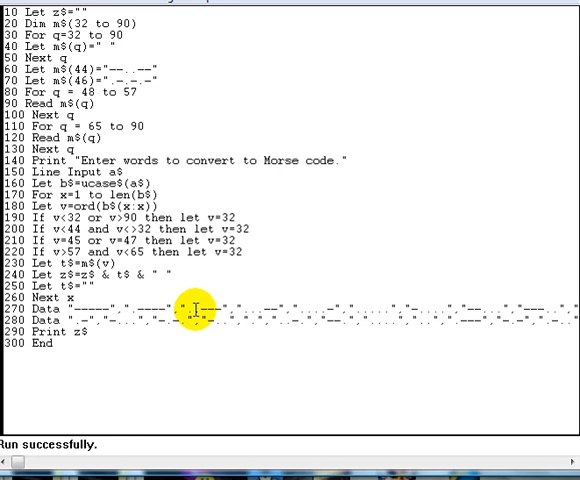 10 Let z$=""
20 Dim m$(32 to 90)
30 For q=32 to 90
40 Let m$(q)=" "
50 Next q
60 Let m$(44)="--..--"
70 Let m$(46)=".-.-.-"
80 For q = 48 to 57
90 Read m$(q)
100 Next q
110 For q = 65 to 90
120 Read m$(q)
130 Next q
140 Print "Enter words to convert to Morse code."
150 Line Input a$
160 Let b$=ucase$(a$)
170 For x=1 to len(b$)
180 Let v=ord(b$(x:x))
190 If v<32 or v>90 then let v=32
200 If v<44 and v<>32 then let v=32
210 If v=45 or v=47 then let v=32
220 If v>57 and v<65 then let v=32
230 Let t$=m$(v)
240 Let z$=z$ & t$ & " "
250 Let t$=""
260 Next x
270 Data "-----",".----",
280 Data ".-","-...",
290 Print z$
300 End
Run successfully.